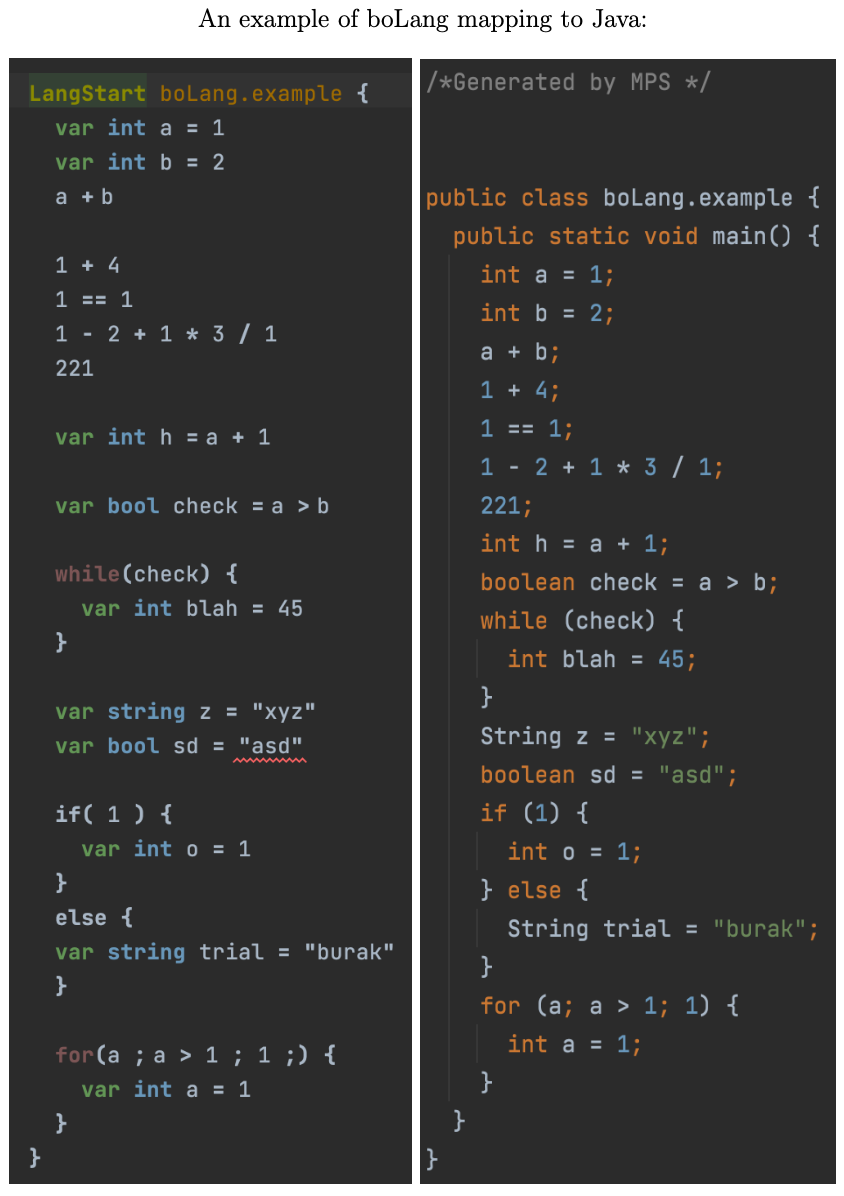 An example of boLang mapping to Java:
LangStart boLang.example {
var int a = 1
var int b = 2
a +b
1 + 4
1 == 1
1 - 2 + 1 * 3 / 1
221
var int h =a + 1
var bool check =a >b
while(check) {
var int blah = 45
}
var string z = "xyz"
var bool sd = "asd"
if( 1 ) {
var int o = 1
}
else {
var string trial = "burak"
}
for(a ;a > 1 ; 1 ;) {
var int a = 1
}
}
/*Generated by MPS */
public class boLang.example {
public static void main() {
int a = 1;
int b = 2;
a + b;
1 + 4;
1 == 1;
1 - 2 + 1 * 3 / 1;
221;
int h = a + 1;
boolean check = a > b;
while (check) {
int blah = 45;
}
String z = "xyz";
boolean sd = "asd";
if (1) {
int o = 1;
} else {
String trial = "burak";
}
for (a; a > 1; 1) {
int a = 1;
}
}
}